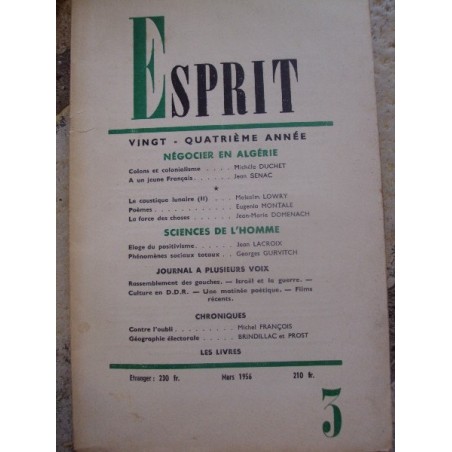 ESPRIT
VINGT - QUATRIÈME ANNÉE
NÉGOCIER EN ALGÉRIE
Colons et colonialisme . . . . Michèle DUCHET
A un jeune Français . . . . . . Jean SENAC
*
Le caustique lunaire (II) . . . Malcolm LOWRY
Poèmes . . . . . . . . . . Eugenio MONTALE
La force des choses . . . . . . Jean-Marie DOMENACH
SCIENCES DE L'HOMME
Eloge du positivisme . . . . . . Jean LACROIX
Phénomènes sociaux totaux . . Georges GURVITCH
JOURNAL A PLUSIEURS VOIX
Rassemblement des gauches. — Israël et la guerre. —
Culture en D.D.R. — Une matinée poétique. — Films
récents.
CHRONIQUES
Contre l'oubli . . . . . . . . . Michel FRANÇOIS
Géographie électorale . . . . . BRINDILLAC et PROST
LES LIVRES
Etranger : 230 fr. Mars 1956 210 fr.
3